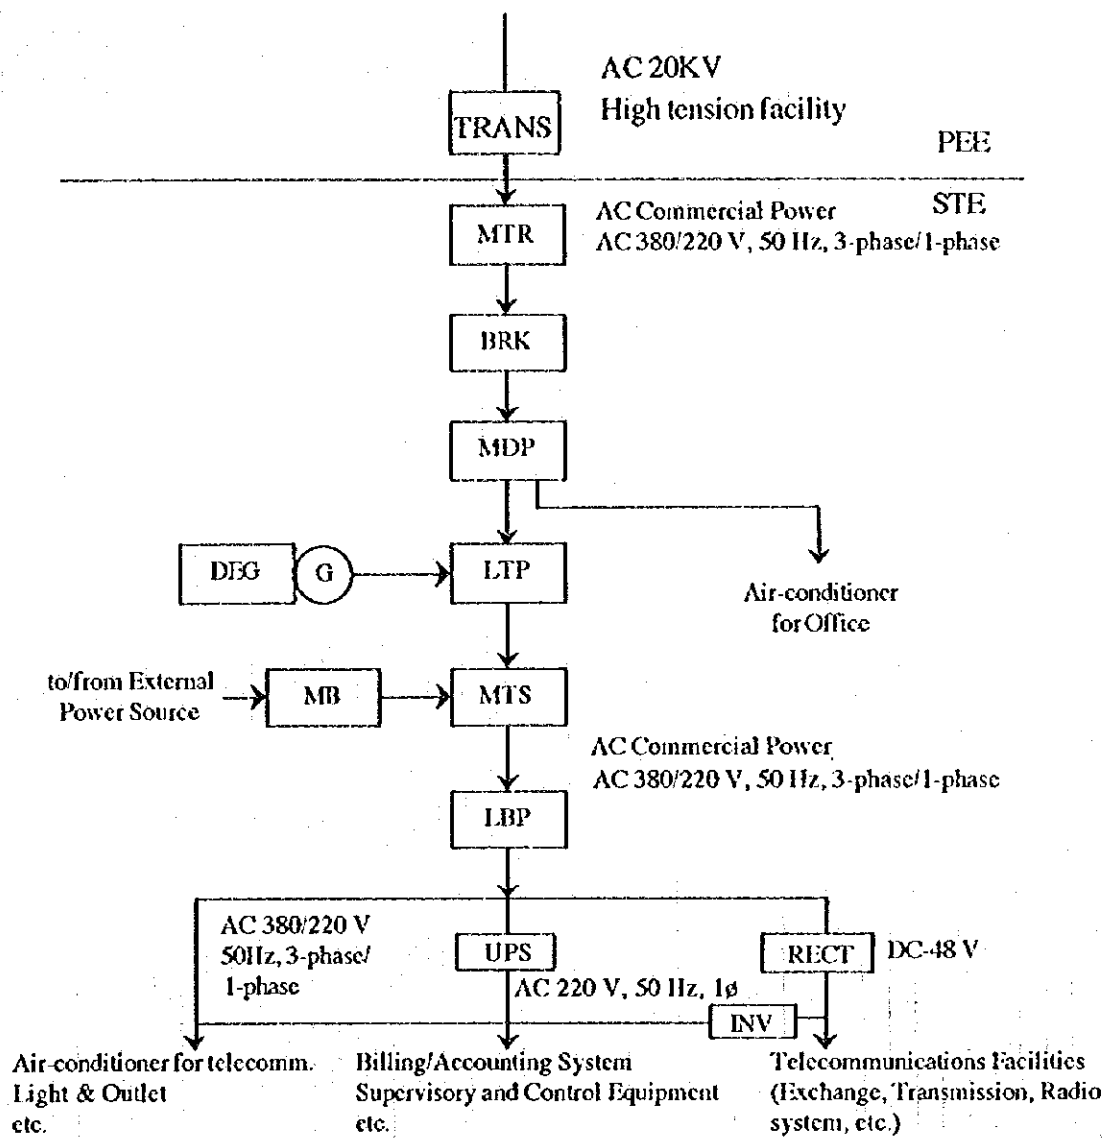 AC 20KV
High tension facility
TRANS
PEE
STE
AC Commercial Power
AC 380/220 V, 50 Hz, 3-phase/1-phase
MTR
BRK
MDP
DEG
G
LTP
Air-conditioner
for Office
to/from External
Power Source
MB
MTS
AC Commercial Power
AC 380/220 V, 50 Hz, 3-phase/1-phase
LBP
AC 380/220 V
50Hz, 3-phase/
1-phase
UPS
RECT
DC-48 V
AC 220 V, 50 Hz, 1ø
INV
Air-conditioner for telecomm.
Light & Outlet
etc.
Billing/Accounting System
Supervisory and Control Equipment
etc.
Telecommunications Facilities
(Exchange, Transmission, Radio
system, etc.)